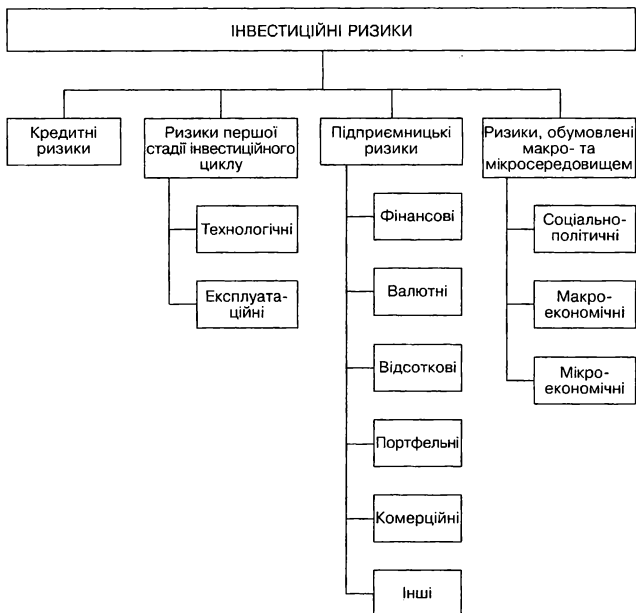 ІНВЕСТИЦІЙНІ РИЗИКИ
Кредитні
ризики
Ризики першої
стадії інвестиційного
циклу
Технологічні
Експлуата-
ційні
Підприємницькі
ризики
Фінансові
Валютні
Відсоткові
Портфельні
Комерційні
Інші
Ризики, обумовлені
макро- та
мікросередовищем
Соціально-
політичні
Макро-
економічні
Мікро-
економічні